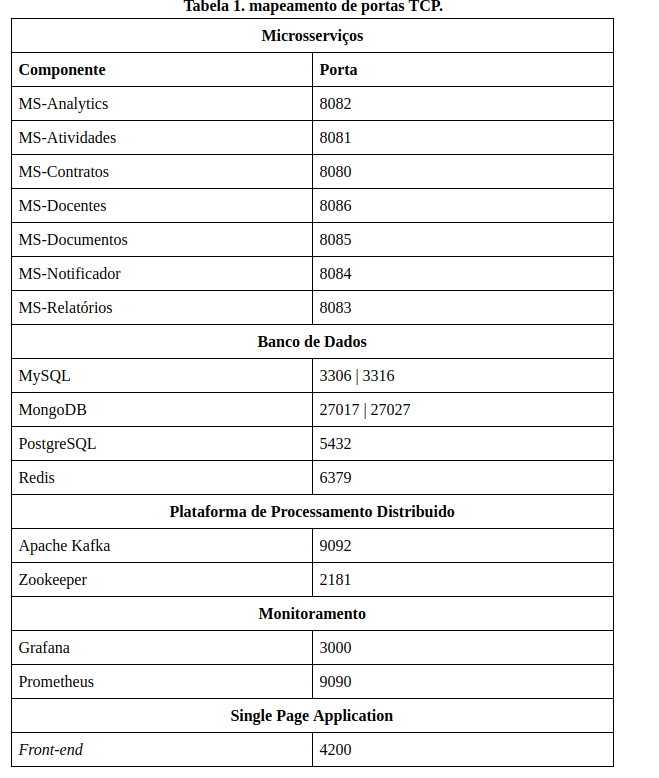 Tabela 1. mapeamento de portas TCP.
Microsserviços
Componente Porta
MS-Analytics 8082
MS-Atividades 8081
MS-Contratos 8080
MS-Docentes 8086
MS-Documentos 8085
MS-Notificador 8084
MS-Relatórios 8083
Banco de Dados
MySQL 3306 | 3316
MongoDB 27017 | 27027
PostgreSQL 5432
Redis 6379
Plataforma de Processamento Distribuido
Apache Kafka 9092
Zookeeper 2181
Monitoramento
Grafana 3000
Prometheus 9090
Single Page Application
Front-end 4200